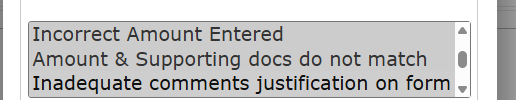 Incorrect Amount Entered
Amount & Supporting docs do not match
Inadequate comments justification on form